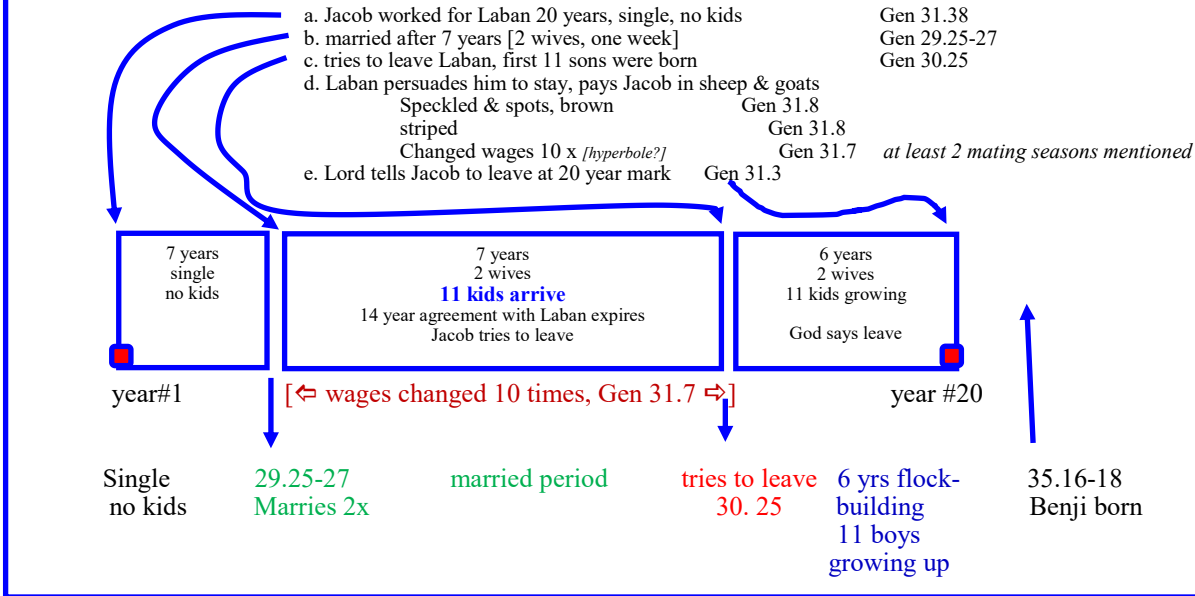 a. Jacob worked for Laban 20 years, single, no kids Gen 31.38
b. married after 7 years [2 wives, one week] Gen 29.25-27
c. tries to leave Laban, first 11 sons were born Gen 30.25
d. Laban persuades him to stay, pays Jacob in sheep & goats
Speckled & spots, brown Gen 31.8
striped Gen 31.8
Changed wages 10 x [hyperbole?] Gen 31.7 at least 2 mating seasons mentioned
e. Lord tells Jacob to leave at 20 year mark Gen 31.3
7 years
single
no kids
7 years
2 wives
11 kids arrive
14 year agreement with Laban expires
Jacob tries to leave
6 years
2 wives
11 kids growing
God says leave
year#1
[⇦ wages changed 10 times, Gen 31.7 ⇨]
year #20
Single
no kids
29.25-27
Marries 2x
married period
tries to leave
30. 25
6 yrs flock-
building
11 boys
growing up
35.16-18
Benji born